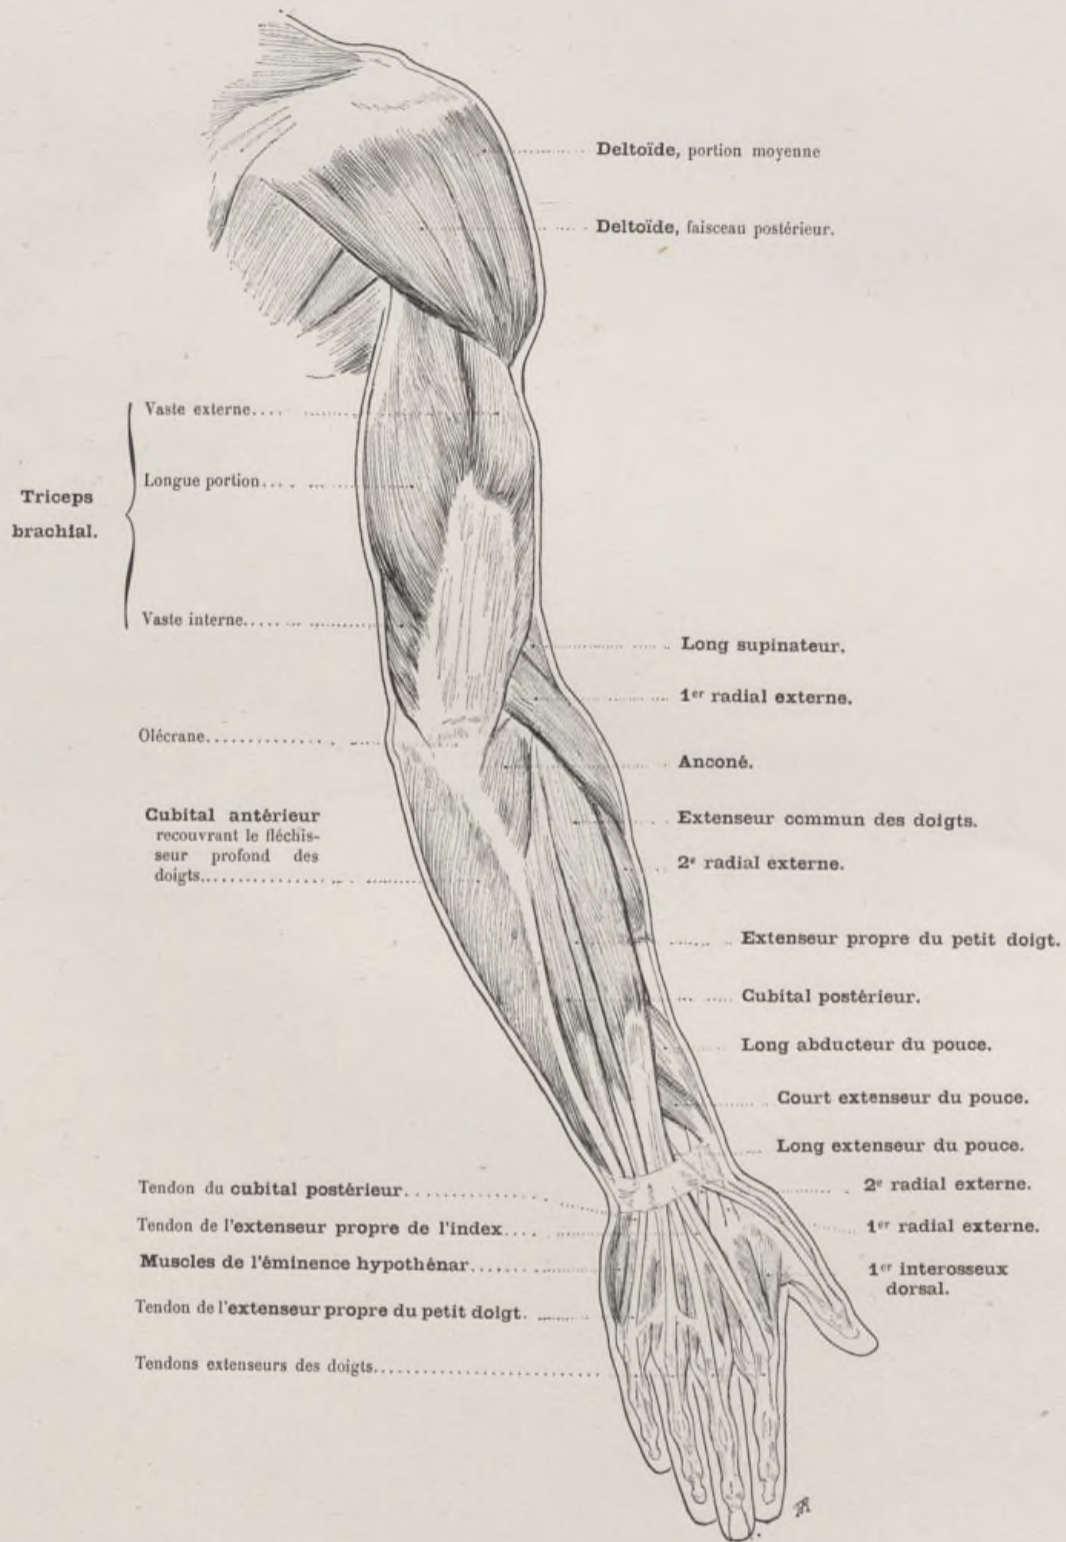 Deltoïde, portion moyenne
Deltoïde, faisceau postérieur.
Triceps
brachial.
Vaste externe....
Longue portion....
Vaste interne....
Olécrane....
Cubital antérieur
recouvrant le fléchis-
seur profond des
doigts....
Long supinateur.
1er radial externe.
Anconé.
Extenseur commun des doigts.
2e radial externe.
Extenseur propre du petit doigt.
Cubital postérieur.
Long abducteur du pouce.
Court extenseur du pouce.
Long extenseur du pouce.
2e radial externe.
1er radial externe.
1er interosseux
dorsal.
Tendon du cubital postérieur....
Tendon de l'extenseur propre de l'index....
Muscles de l'éminence hypothénar....
Tendon de l'extenseur propre du petit doigt.
Tendons extenseurs des doigts....